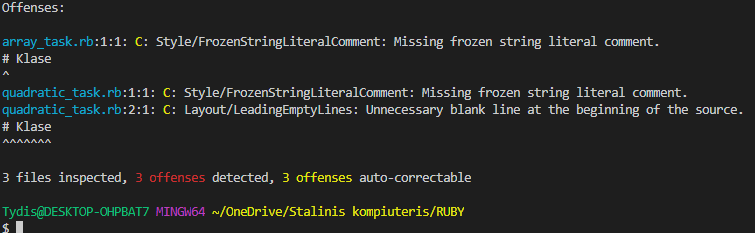 Offenses:
array_task.rb:1:1: C: Style/FrozenStringLiteralComment: Missing frozen string literal comment.
# Klase
^
quadratic_task.rb:1:1: C: Style/FrozenStringLiteralComment: Missing frozen string literal comment.
quadratic_task.rb:2:1: C: Layout/LeadingEmptyLines: Unnecessary blank line at the beginning of the source.
# Klase
^^^^^^^
3 files inspected, 3 offenses detected, 3 offenses auto-correctable
Tydis@DESKTOP-OHPBAT7 MINGW64 ~/OneDrive/Stalinis kompiuteris/RUBY
$